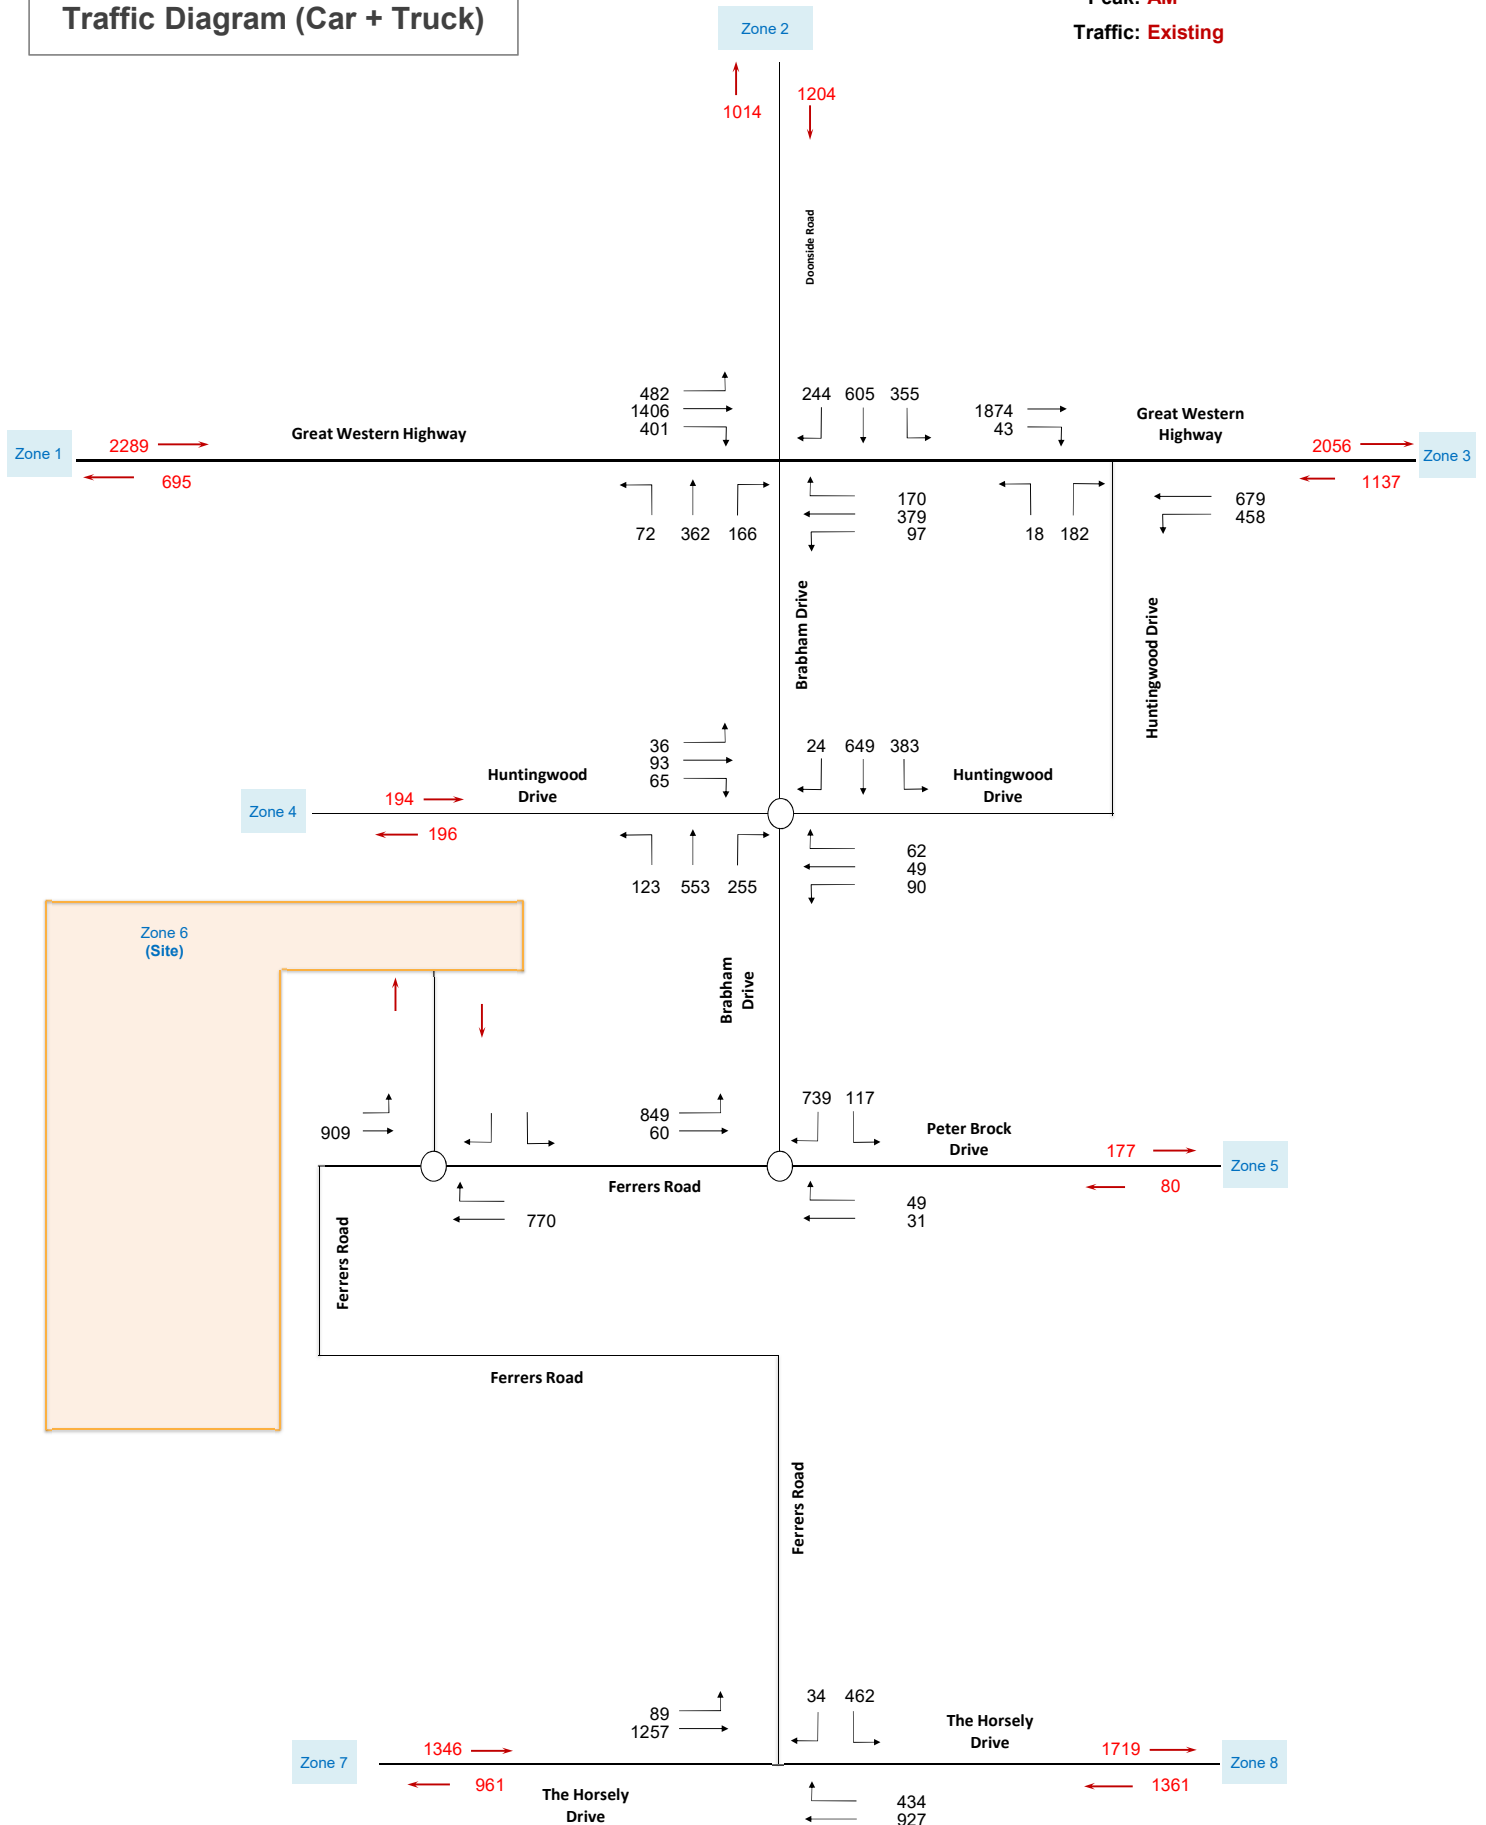 Traffic Diagram (Car + Truck)
Peak: AM
Traffic: Existing
Zone 2
1014
1204
Doonside Road
482
1406
401
244 605 355
1874
43
Great Western
Highway
Great Western Highway
Zone 1
2289
695
2056
1137
Zone 3
72 362 166
170
379
97
18 182
679
458
Brabham Drive
Huntingwood Drive
36
93
65
24 649 383
Huntingwood
Drive
Huntingwood
Drive
Zone 4
194
196
123 553 255
62
49
90
Zone 6
(Site)
Brabham
Drive
909
849
60
739 117
Peter Brock
Drive
177
80
Zone 5
Ferrers Road
770
49
31
Ferrers Road
Ferrers Road
Ferrers Road
89
1257
34 462
The Horsely
Drive
Zone 7
1346
961
1719
1361
Zone 8
The Horsely
Drive
434
927